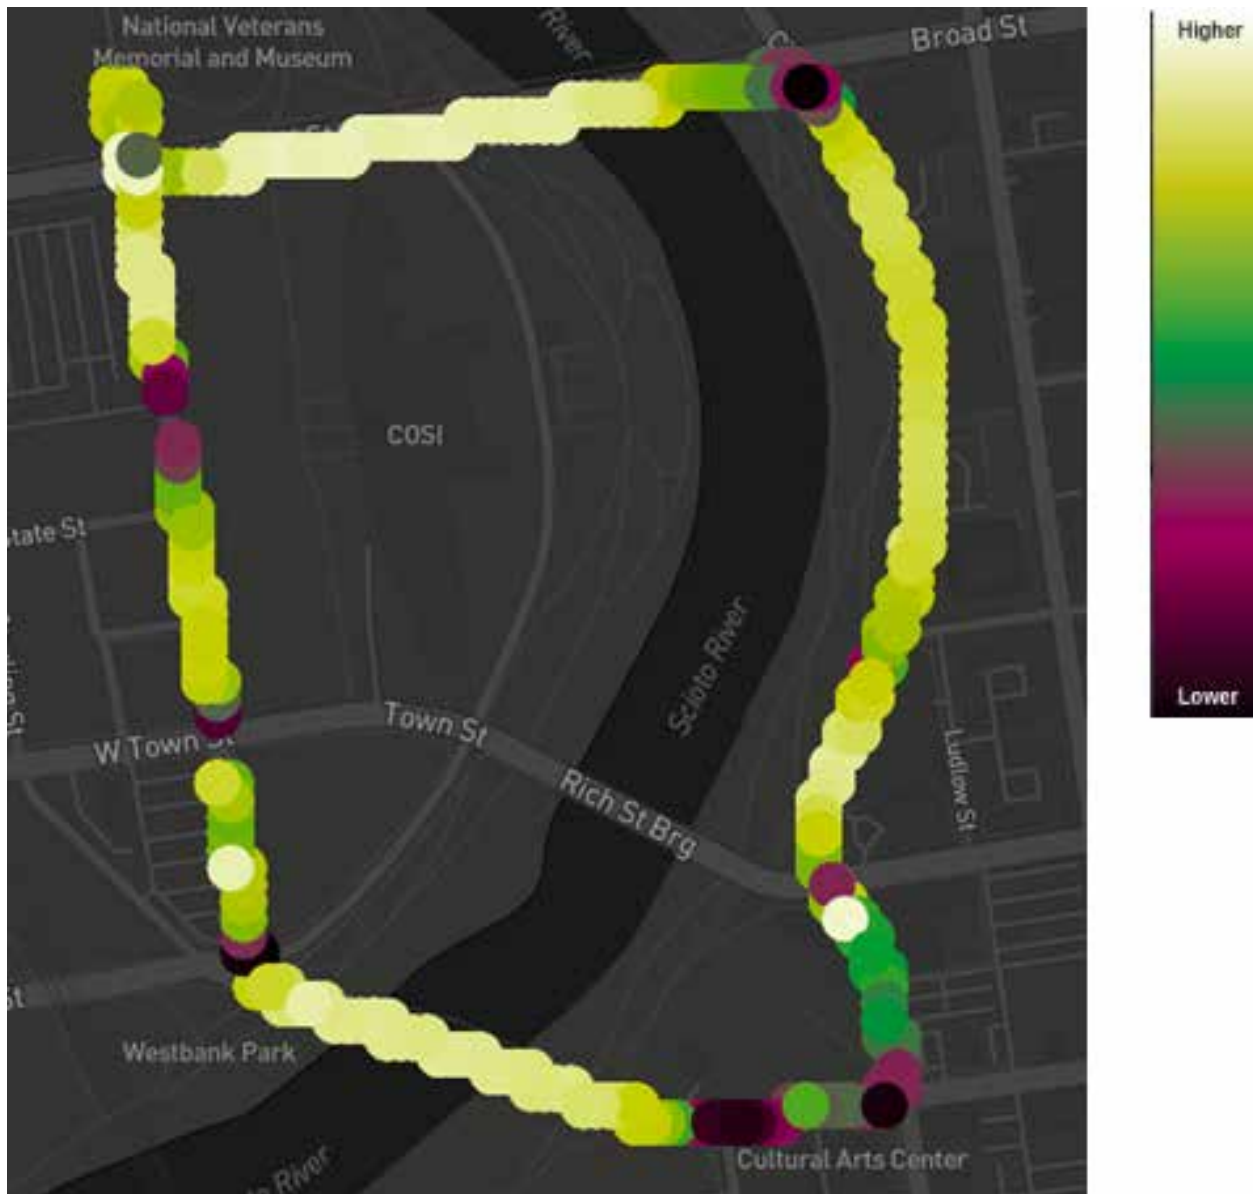 National Veterans
Memorial and Museum
River
Broad St
Higher
COSI
State St
Scioto River
W Town St
Town St
Rich St Brg
Ludlow St
Lower
St
Westbank Park
Cultural Arts Center
River